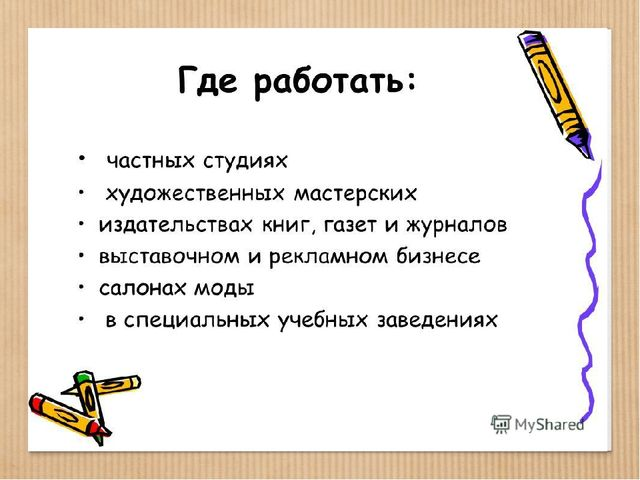 Где работать:
• частных студиях
• художественных мастерских
• издательствах книг, газет и журналов
• выставочном и рекламном бизнесе
• салонах моды
• в специальных учебных заведениях
MyShared